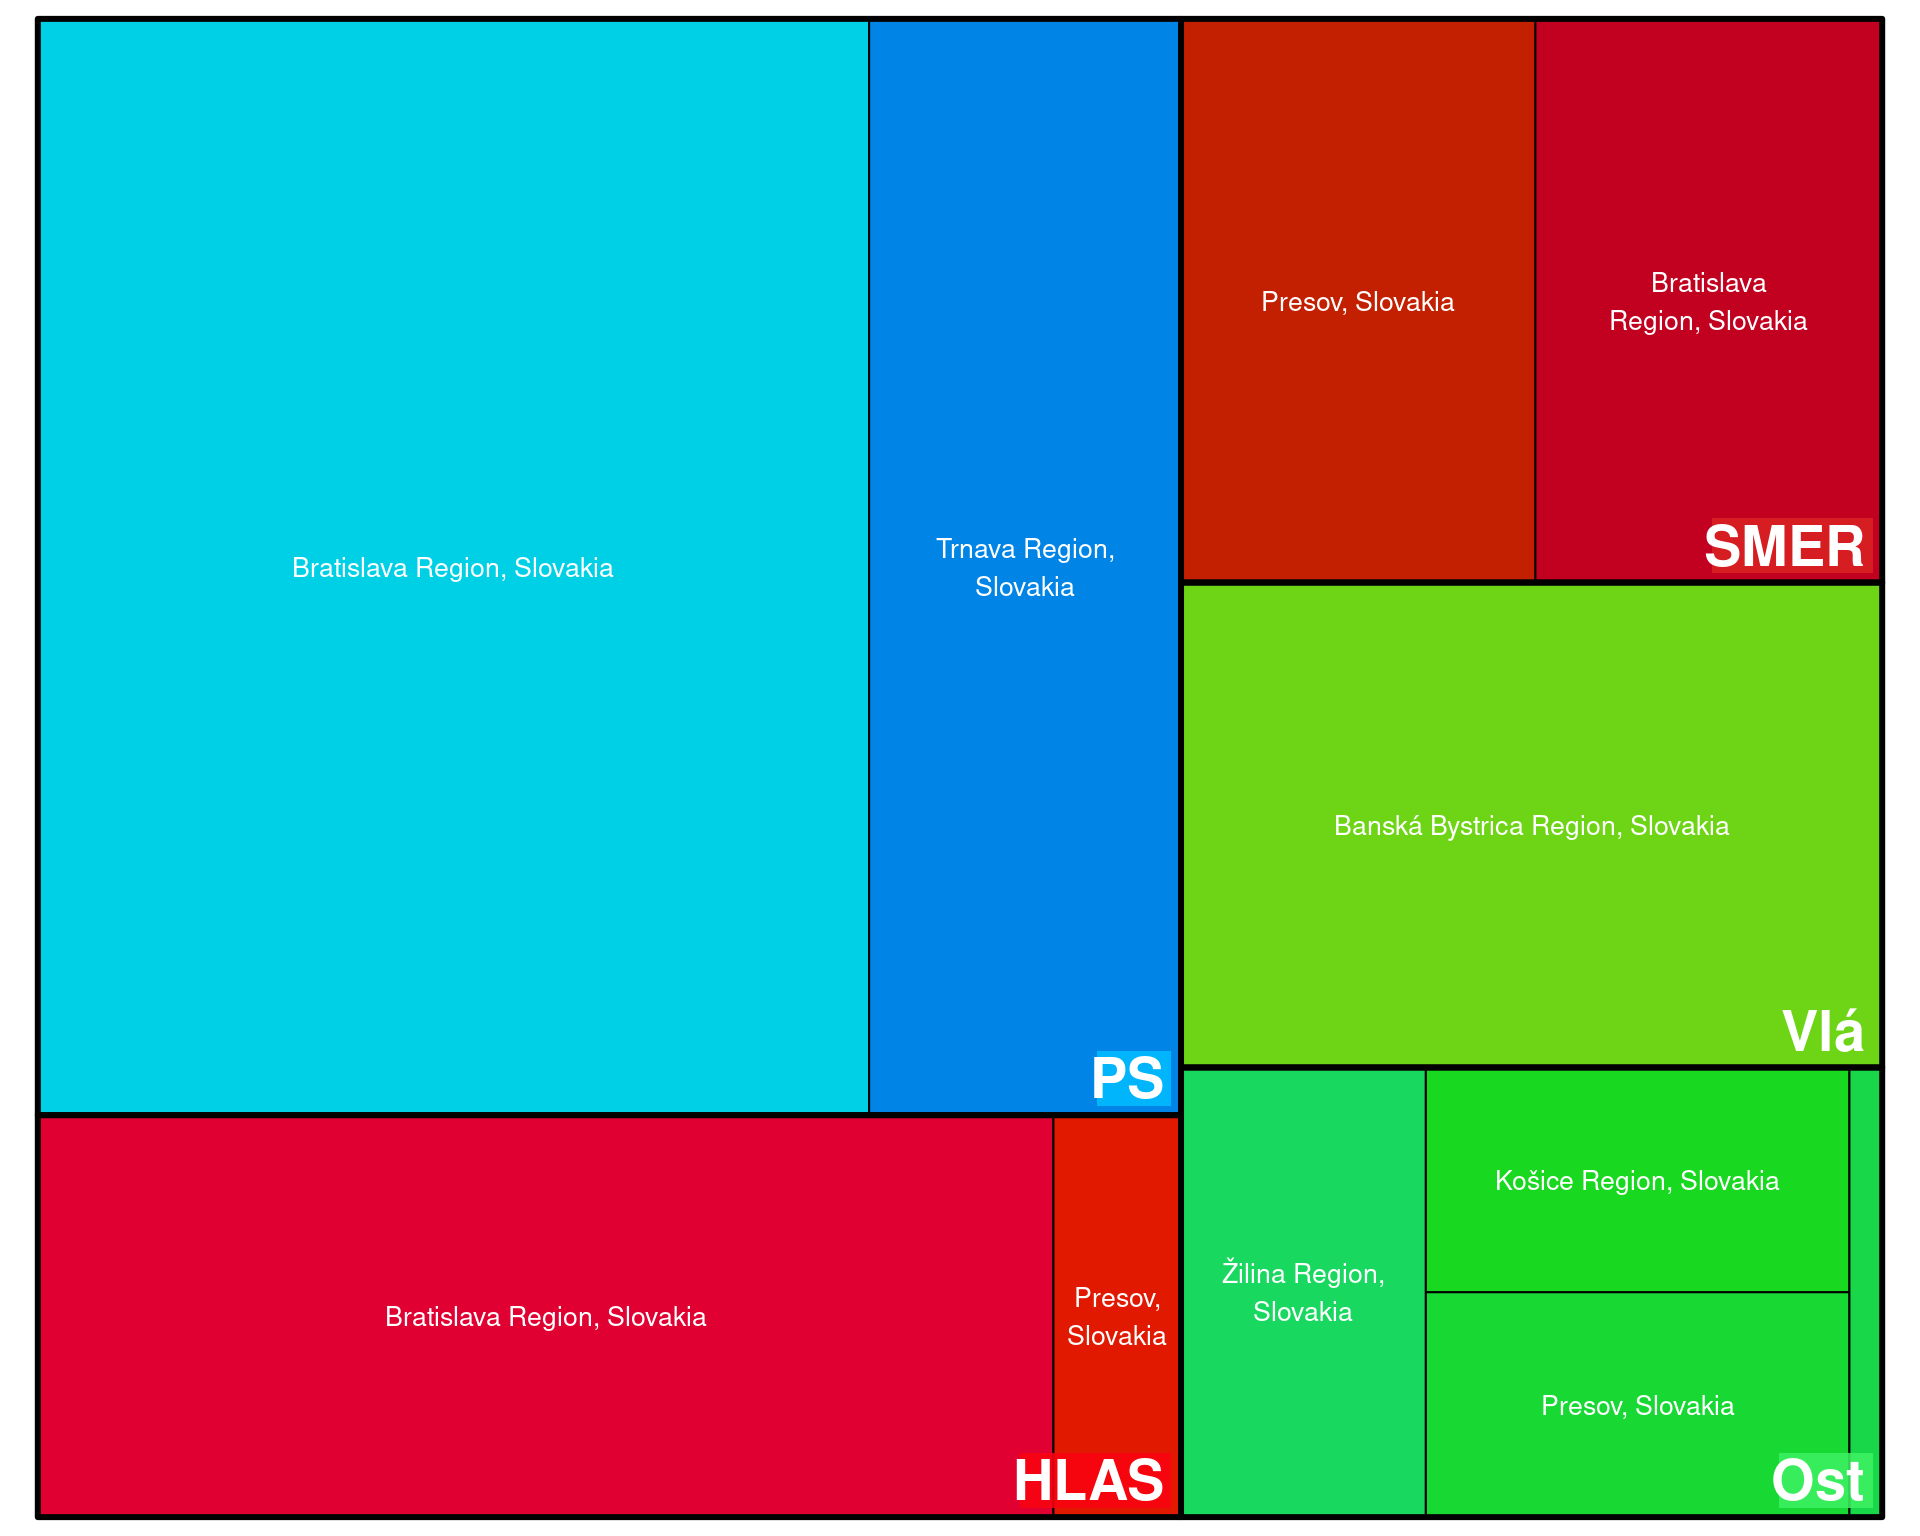 Bratislava Region, Slovakia
Trnava Region,
Slovakia
PS
Presov, Slovakia
Bratislava
Region, Slovakia
SMER
Banská Bystrica Region, Slovakia
Vlá
Bratislava Region, Slovakia
Presov,
Slovakia
HLAS
Žilina Region,
Slovakia
Košice Region, Slovakia
Presov, Slovakia
Ost